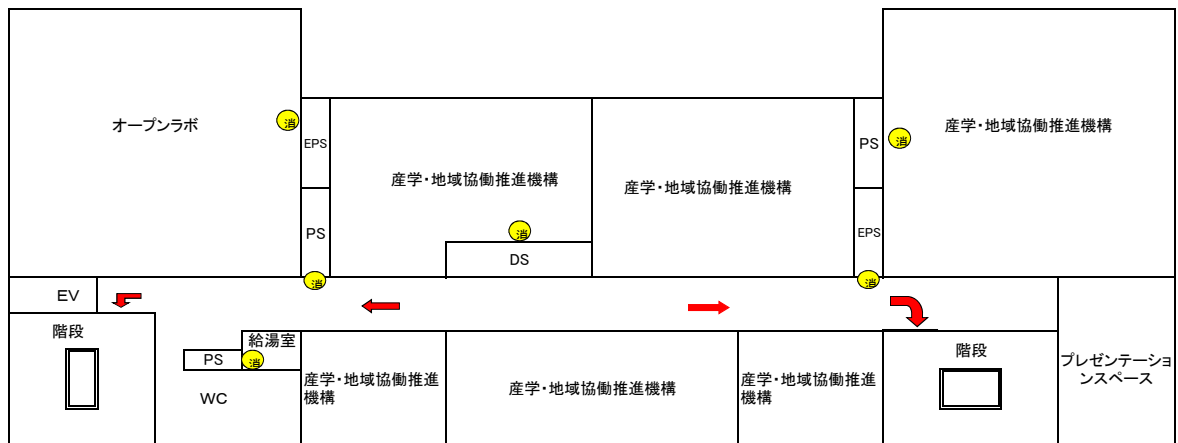 オープンラボ
消
EPS
PS
産学・地域協働推進機構
消
DS
産学・地域協働推進機構
PS
EPS
消
産学・地域協働推進機構
消
消
EV
階段
給湯室
PS
消
WC
産学・地域協働推進
機構
産学・地域協働推進機構
産学・地域協働推進
機構
階段
プレゼンテーショ
ンスペース